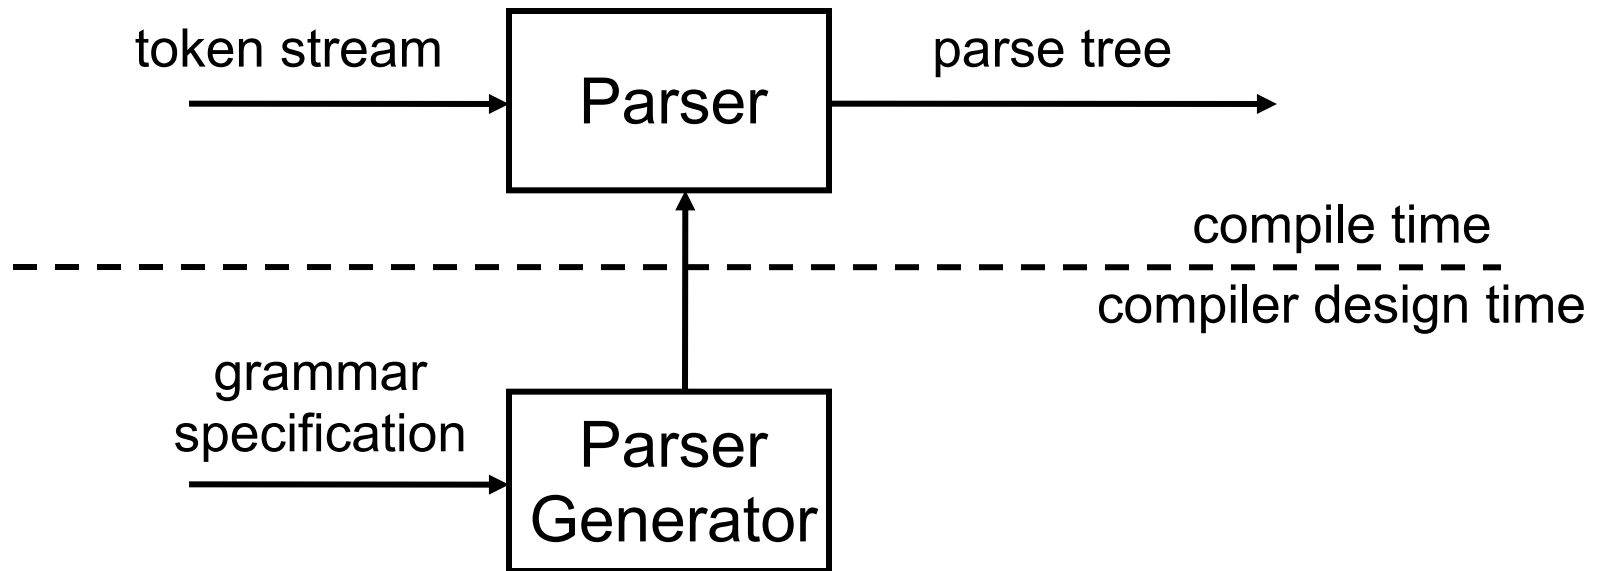 token stream
Parser
parse tree
compile time
compiler design time
grammar
specification
Parser
Generator